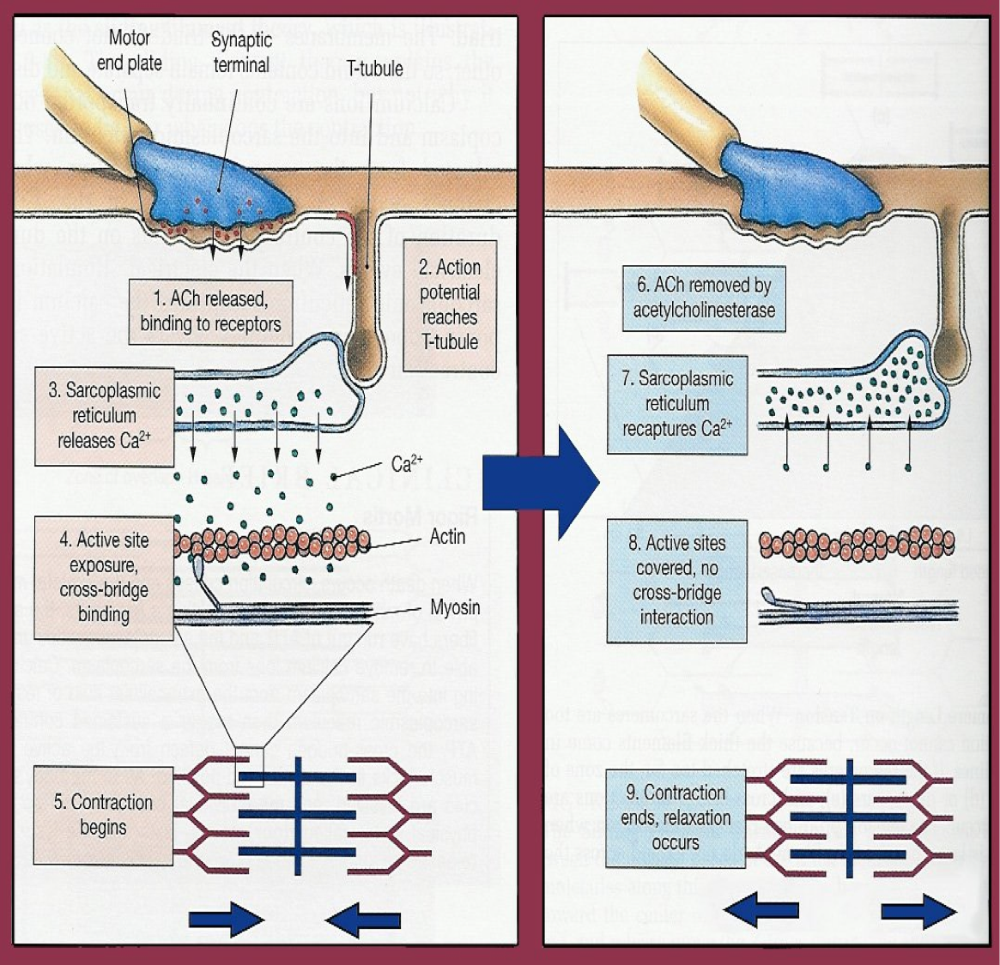 Motor
end plate
Synaptic
terminal
T-tubule
1. ACh released,
binding to receptors
2. Action
potential
reaches
T-tubule
3. Sarcoplasmic
reticulum
releases Ca²⁺
Ca²⁺
4. Active site
exposure,
cross-bridge
binding
Actin
Myosin
5. Contraction
begins
6. ACh removed by
acetylcholinesterase
7. Sarcoplasmic
reticulum
recaptures Ca²⁺
8. Active sites
covered, no
cross-bridge
interaction
9. Contraction
ends, relaxation
occurs